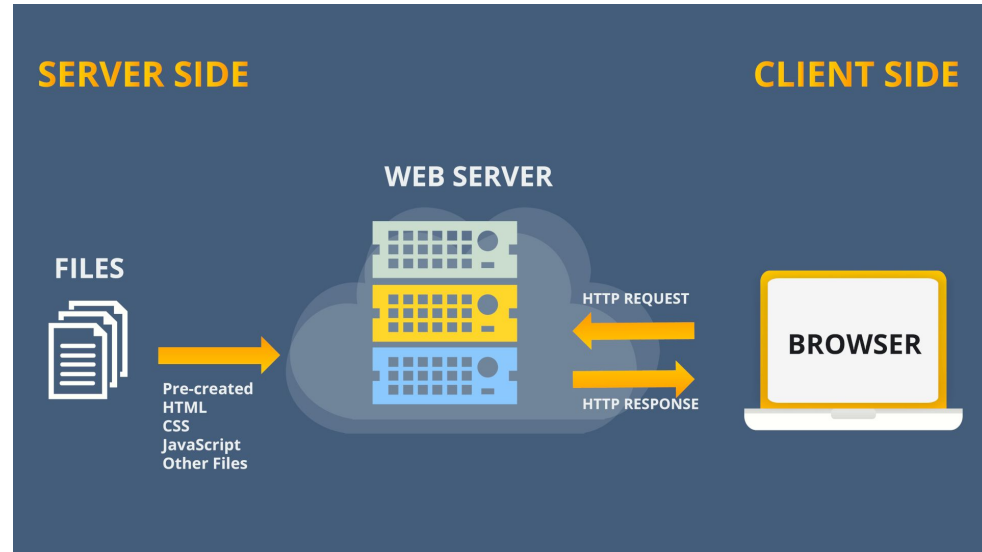 SERVER SIDE
CLIENT SIDE
WEB SERVER
FILES
HTTP REQUEST
BROWSER
Pre-created
HTML
CSS
JavaScript
Other Files
HTTP RESPONSE